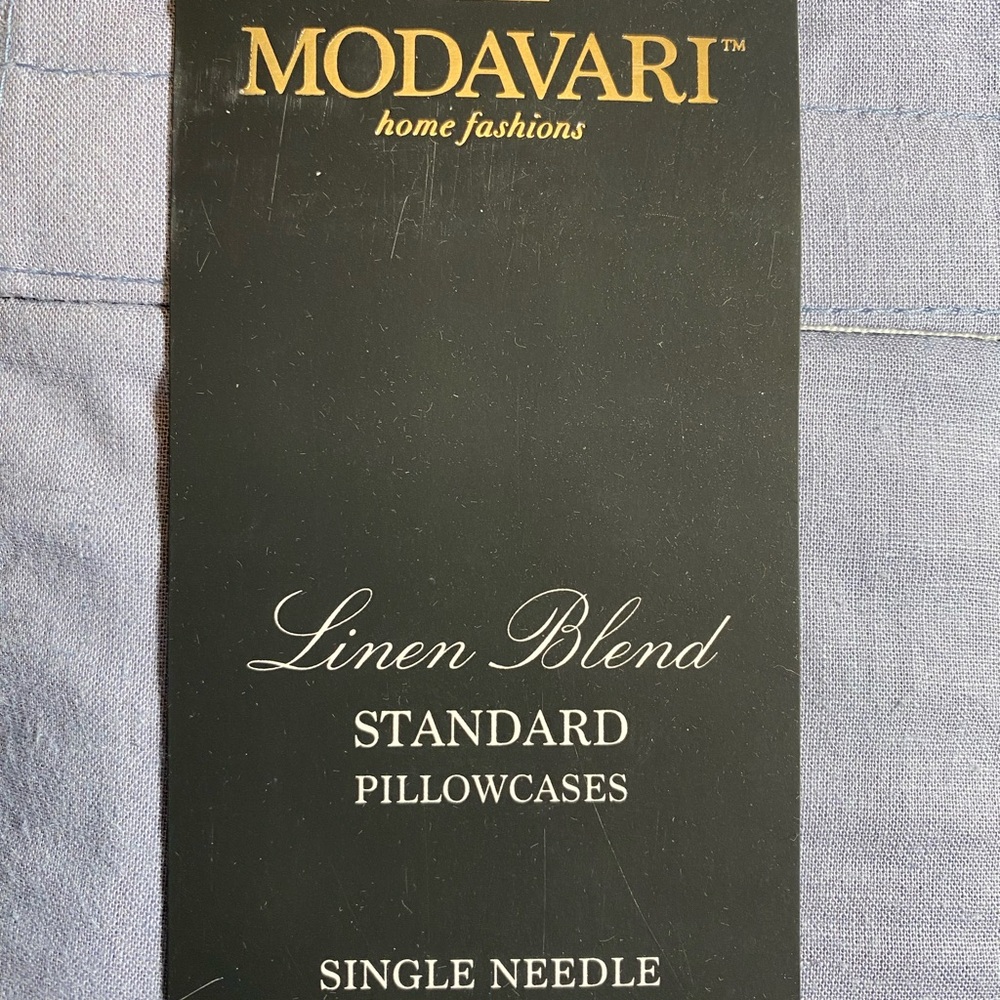 MODAVARI™
home fashions
Linen Blend
STANDARD
PILLOWCASES
SINGLE NEEDLE